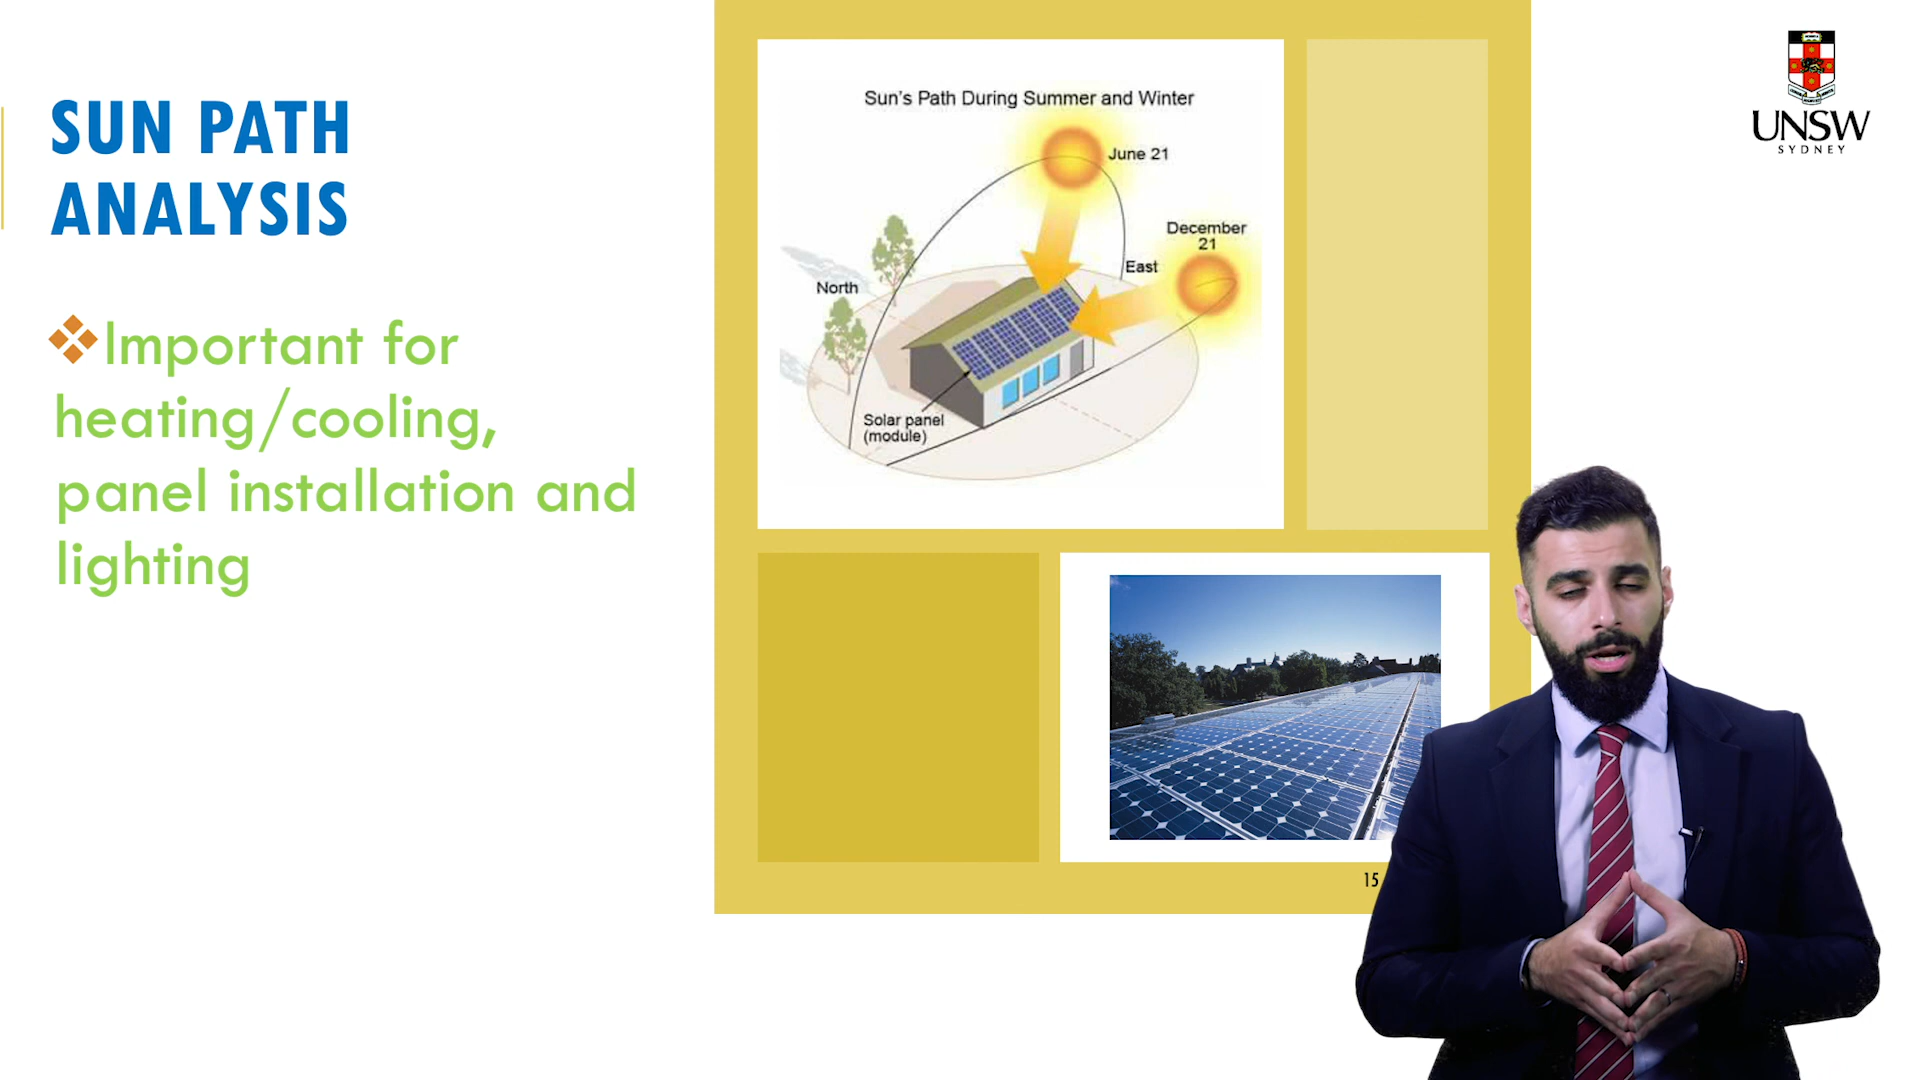 SUN PATH
ANALYSIS
Important for
heating/cooling,
panel installation and
lighting
Sun's Path During Summer and Winter
June 21
December
21
East
North
Solar panel
(module)
15
UNSW
SYDNEY